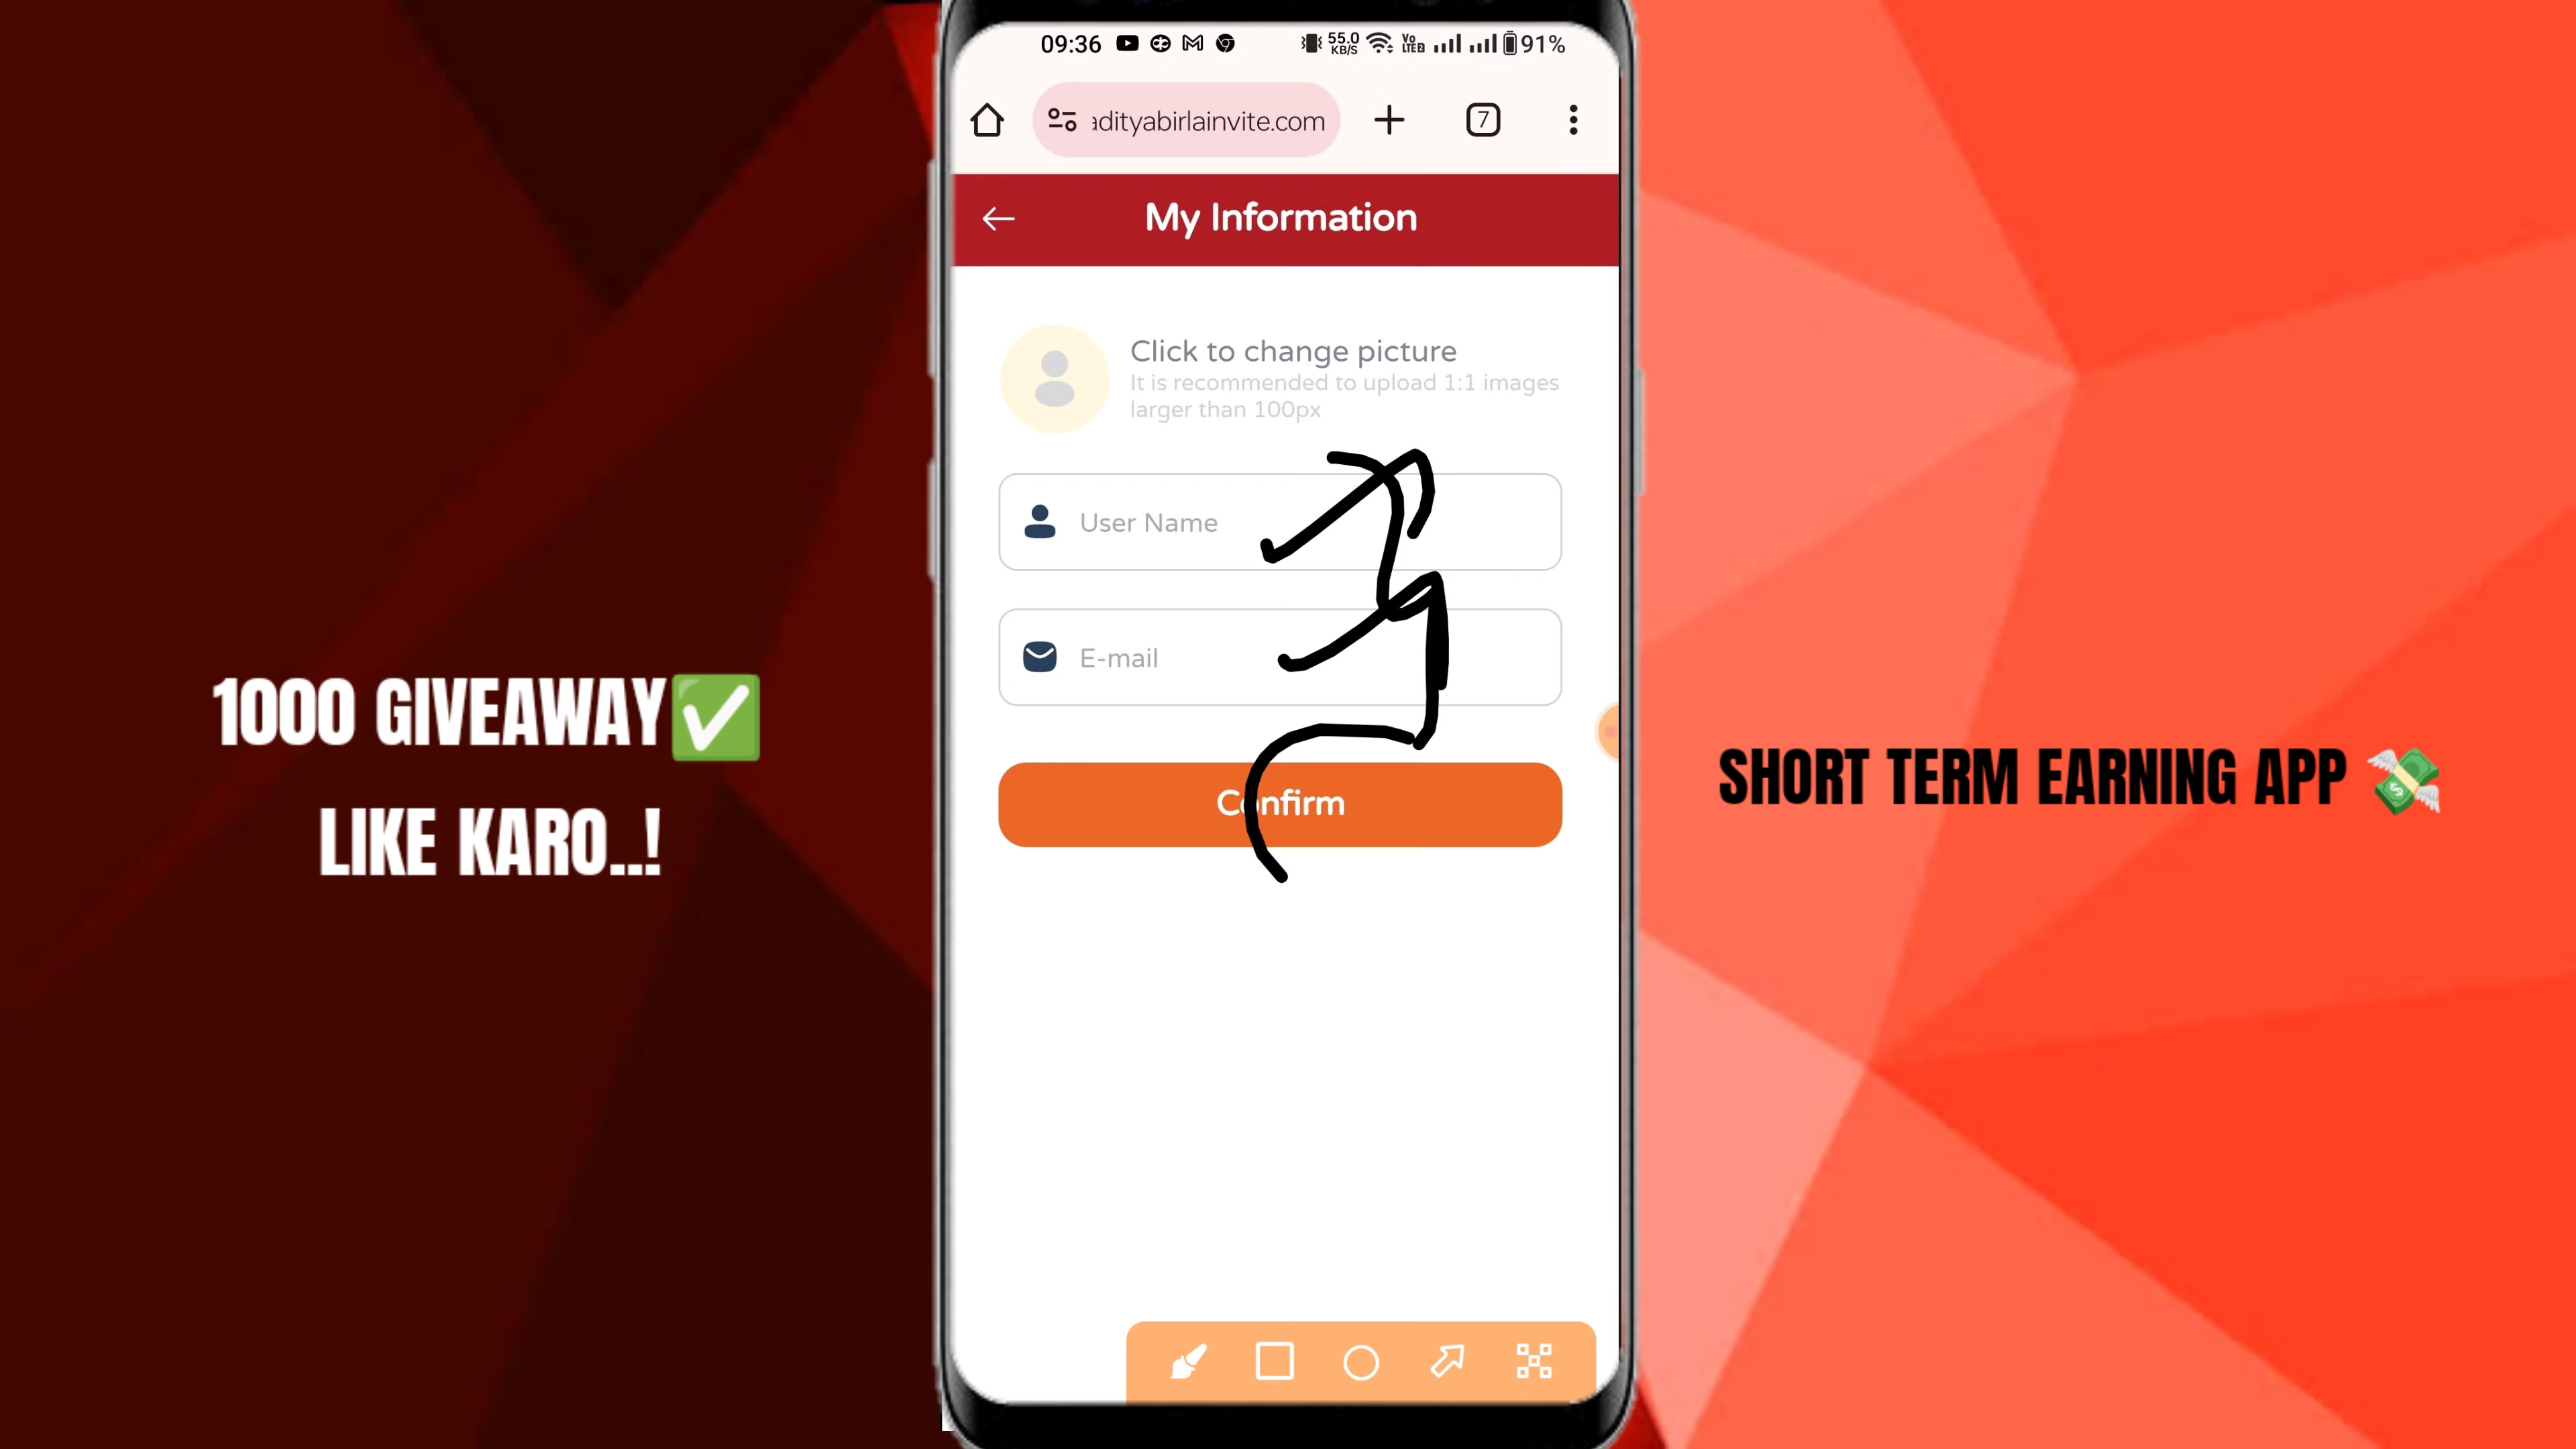 09:36 55.0 KB/S Vo LTE2 91%
adityabirlainvite.com 7
My Information
Click to change picture
It is recommended to upload 1:1 images
larger than 100px
User Name
E-mail
Confirm
1000 GIVEAWAY✅
LIKE KARO..!
SHORT TERM EARNING APP 💸